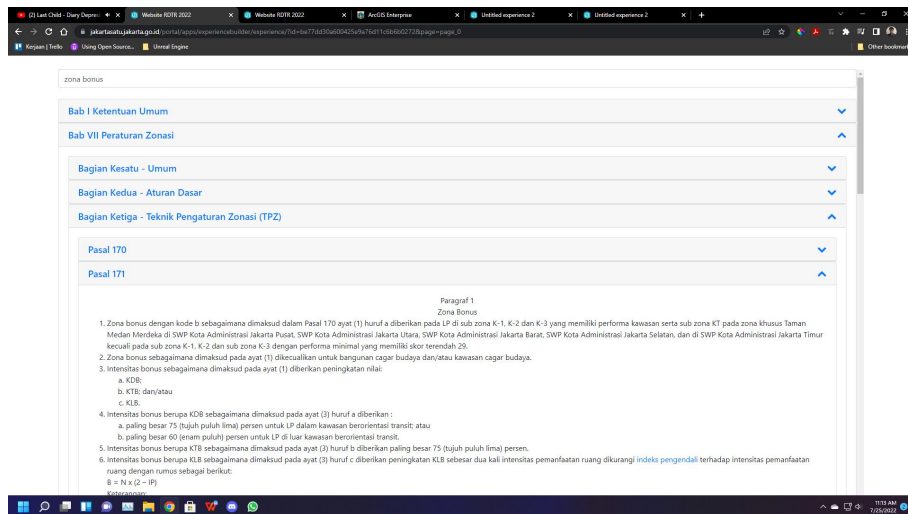 (2) Last Child - Diary Depresi
Website RDTR 2022
Website RDTR 2022
ArcGIS Enterprise
Untitled experience 2
Untitled experience 2
jakartasatu.jakarta.go.id/portal/apps/experiencebuilder/experience/?id=be77dd30a600425e9a76d11c6b6b0272&page=page_0
Kerjaan | Trello
Using Open Source...
Unreal Engine
Other bookmark
zona bonus
Bab I Ketentuan Umum
Bab VII Peraturan Zonasi
Bagian Kesatu - Umum
Bagian Kedua - Aturan Dasar
Bagian Ketiga - Teknik Pengaturan Zonasi (TPZ)
Pasal 170
Pasal 171
Paragraf 1
Zona Bonus
1. Zona bonus dengan kode b sebagaimana dimaksud dalam Pasal 170 ayat (1) huruf a diberikan pada LP di sub zona K-1, K-2 dan K-3 yang memiliki performa kawasan serta sub zona KT pada zona khusus Taman
Medan Merdeka di SWP Kota Administrasi Jakarta Pusat, SWP Kota Administrasi Jakarta Utara, SWP Kota Administrasi Jakarta Barat, SWP Kota Administrasi Jakarta Selatan, dan di SWP Kota Administrasi Jakarta Timur
kecuali pada sub zona K-1, K-2 dan sub zona K-3 dengan performa minimal yang memiliki skor terendah 29.
2. Zona bonus sebagaimana dimaksud pada ayat (1) dikecualikan untuk bangunan cagar budaya dan/atau kawasan cagar budaya.
3. Intensitas bonus sebagaimana dimaksud pada ayat (1) diberikan peningkatan nilai:
a. KDB;
b. KTB; dan/atau
c. KLB.
4. Intensitas bonus berupa KDB sebagaimana dimaksud pada ayat (3) huruf a diberikan :
a. paling besar 75 (tujuh puluh lima) persen untuk LP dalam kawasan berorientasi transit; atau
b. paling besar 60 (enam puluh) persen untuk LP di luar kawasan berorientasi transit.
5. Intensitas bonus berupa KTB sebagaimana dimaksud pada ayat (3) huruf b diberikan paling besar 75 (tujuh puluh lima) persen.
6. Intensitas bonus berupa KLB sebagaimana dimaksud pada ayat (3) huruf c diberikan peningkatan KLB sebesar dua kali intensitas pemanfaatan ruang dikurangi indeks pengendali terhadap intensitas pemanfaatan
ruang dengan rumus sebagai berikut:
B = N x (2 – IP)
Keterangan:
11:13 AM
7/25/2022